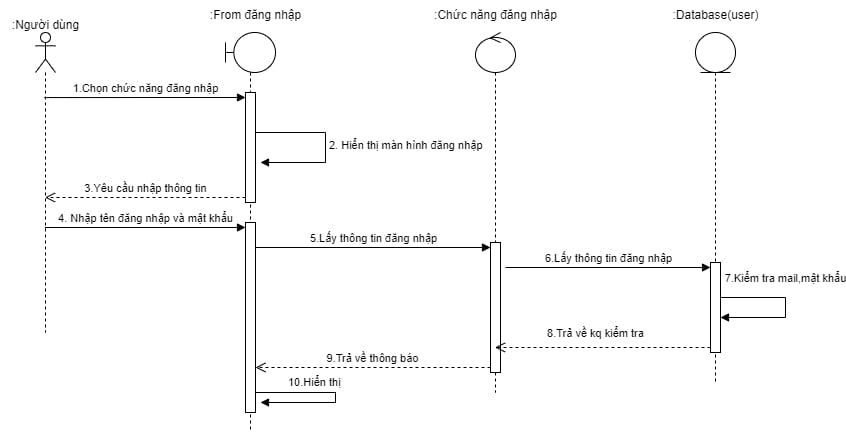 :Người dùng
:From đăng nhập
:Chức năng đăng nhập
:Database(user)
1.Chọn chức năng đăng nhập
2. Hiển thị màn hình đăng nhập
3.Yêu cầu nhập thông tin
4. Nhập tên đăng nhập và mật khẩu
5.Lấy thông tin đăng nhập
6.Lấy thông tin đăng nhập
7.Kiểm tra mail,mật khẩu
8.Trả về kq kiểm tra
9.Trả về thông báo
10.Hiển thị